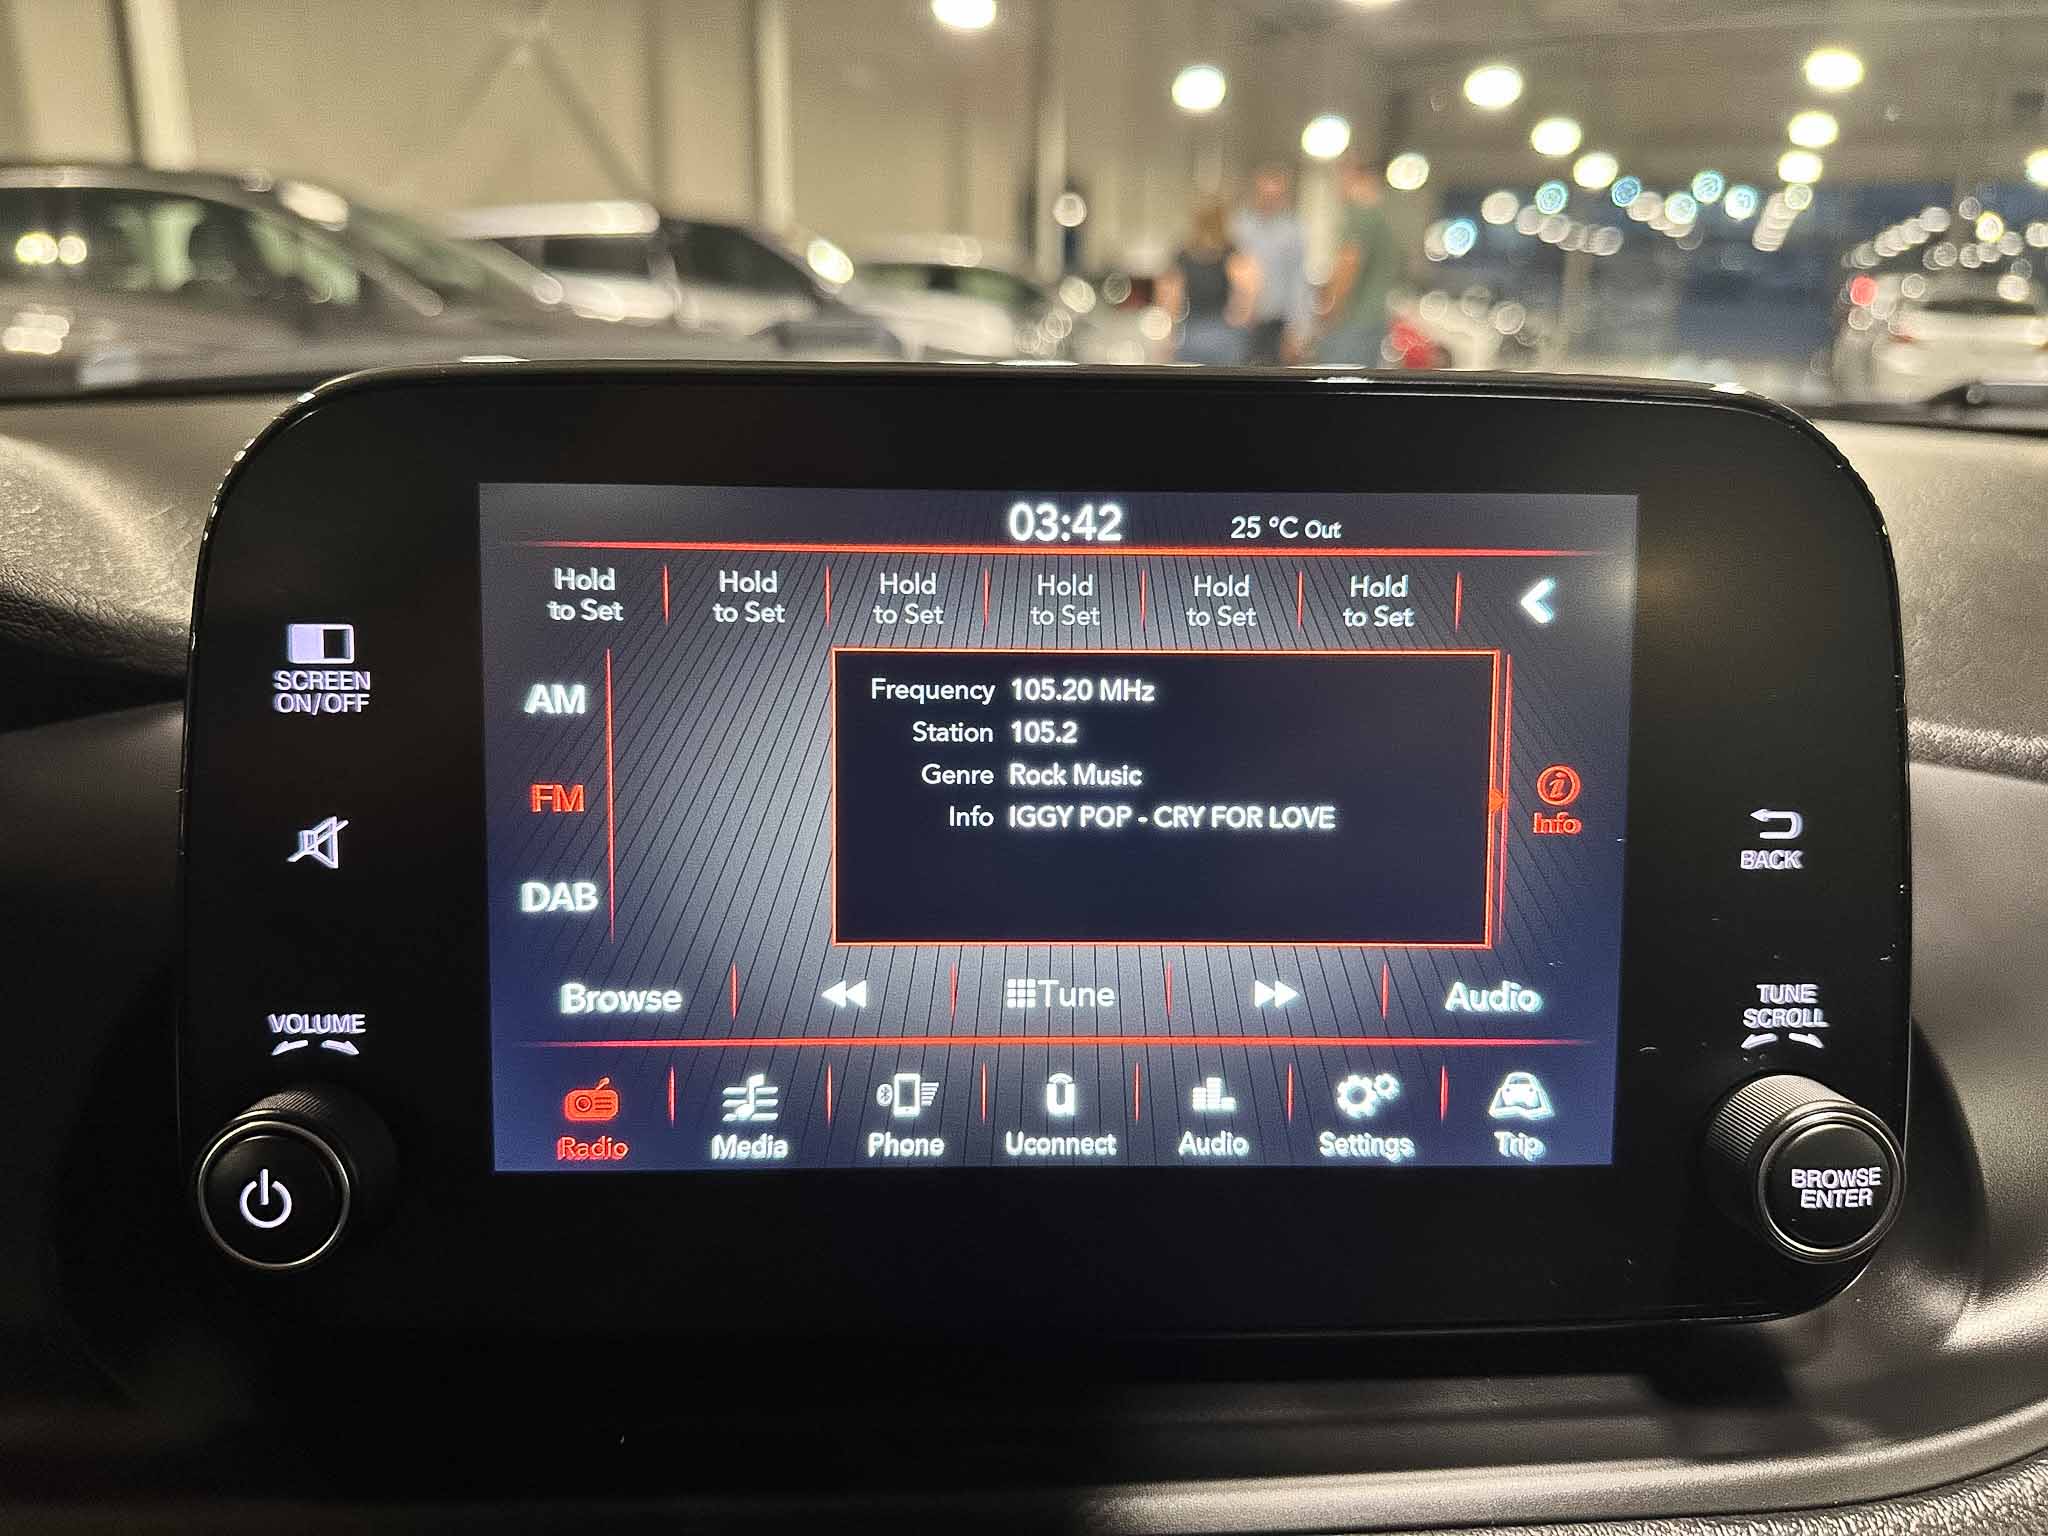 03:42
25 °C Out
Hold to Set
Hold to Set
Hold to Set
Hold to Set
Hold to Set
Hold to Set
SCREEN
ON/OFF
AM
FM
DAB
Frequency 105.20 MHz
Station 105.2
Genre Rock Music
Info IGGY POP - CRY FOR LOVE
Info
BACK
VOLUME
TUNE
SCROLL
Browse
Tune
Audio
Radio
Media
Phone
u
Uconnect
Audio
Settings
Trip
BROWSE
ENTER